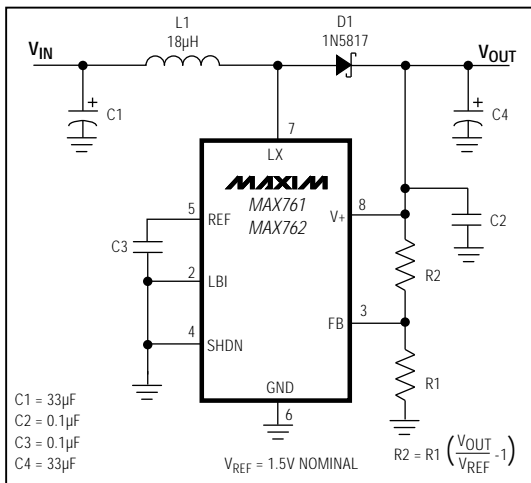 L1
18µH
D1
1N5817
VIN
VOUT
+
C1
+
C4
7
LX
MAXIM
MAX761
MAX762
5
REF
8
V+
C2
C3
2
LBI
R2
3
FB
4
SHDN
R1
GND
6
C1 = 33µF
C2 = 0.1µF
C3 = 0.1µF
C4 = 33µF
VREF = 1.5V NOMINAL
R2 = R1 (VOUT/VREF -1)